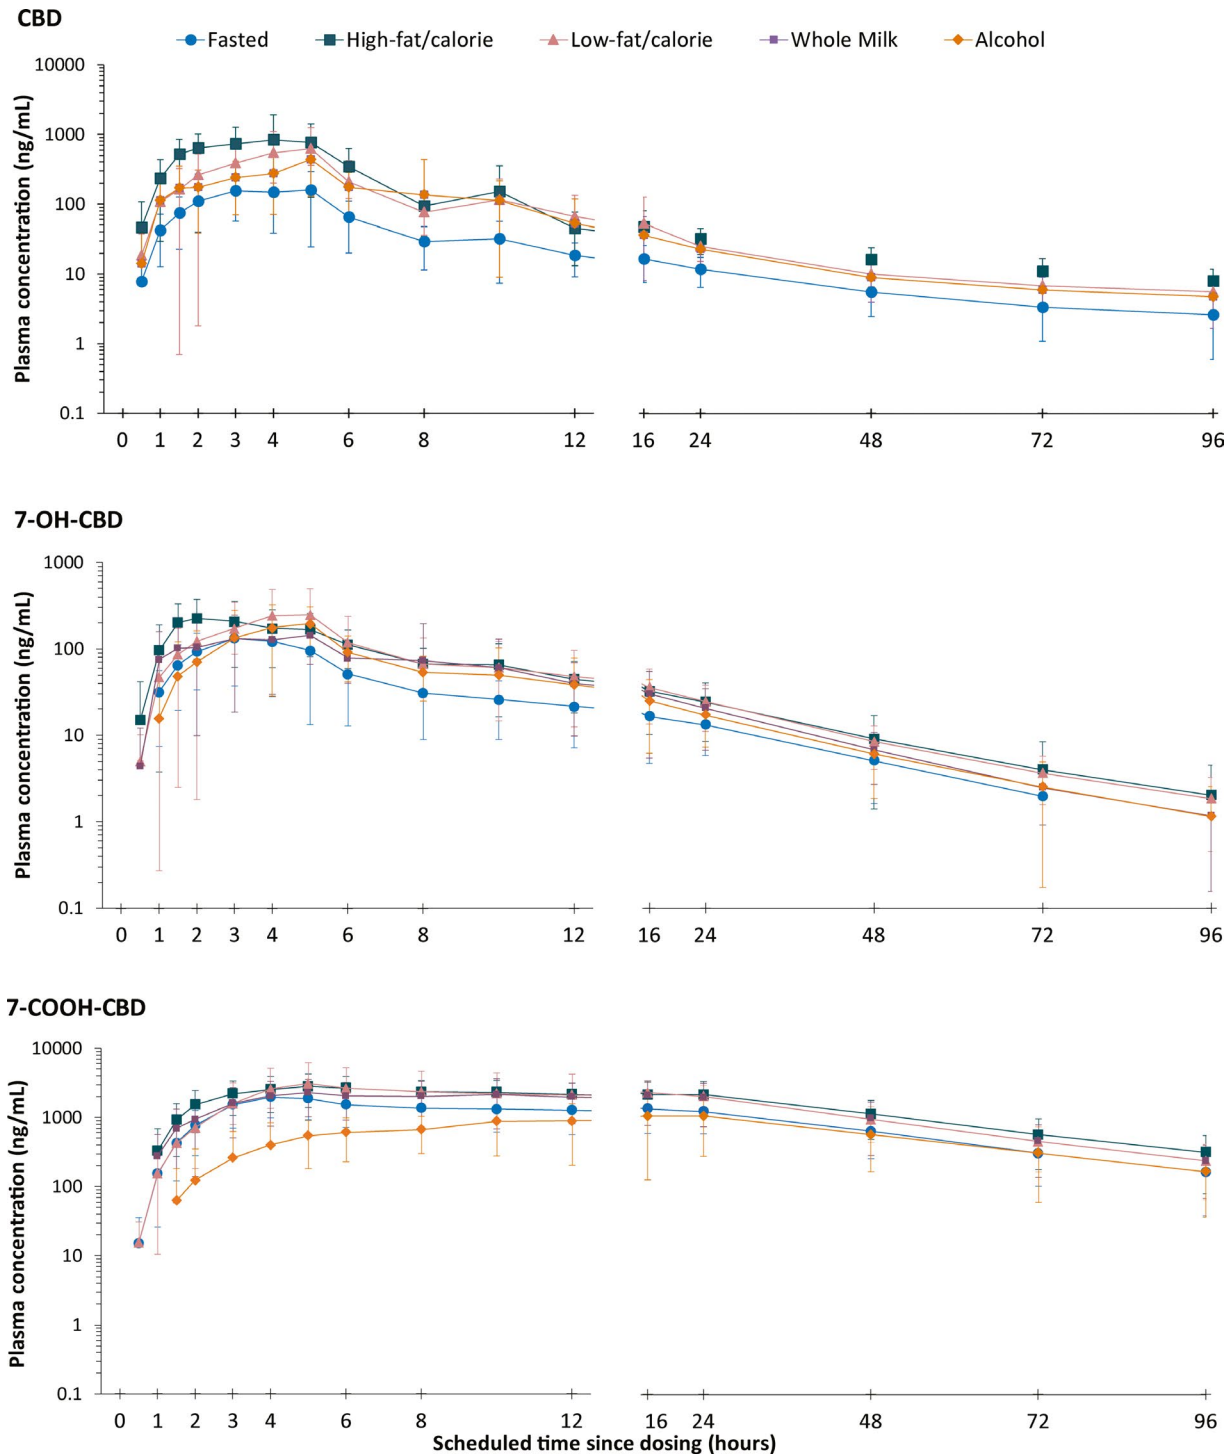 CBD
Fasted High-fat/calorie Low-fat/calorie Whole Milk Alcohol
Plasma concentration (ng/mL)
10000
1000
100
10
1
0.1
0 1 2 3 4 6 8 12 16 24 48 72 96
7-OH-CBD
Plasma concentration (ng/mL)
1000
100
10
1
0.1
0 1 2 3 4 6 8 12 16 24 48 72 96
7-COOH-CBD
Plasma concentration (ng/mL)
10000
1000
100
10
1
0.1
0 1 2 3 4 6 8 12 16 24 48 72 96
Scheduled time since dosing (hours)